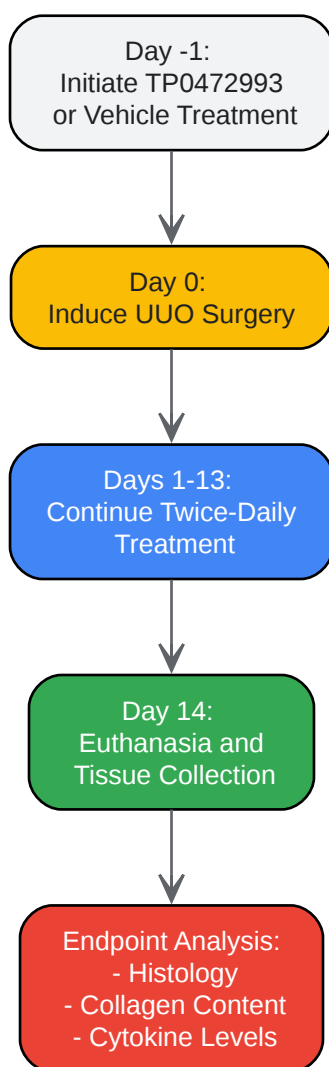 Day -1:
Initiate TP0472993
or Vehicle Treatment
Day 0:
Induce UUO Surgery
Days 1-13:
Continue Twice-Daily
Treatment
Day 14:
Euthanasia and
Tissue Collection
Endpoint Analysis:
- Histology
- Collagen Content
- Cytokine Levels